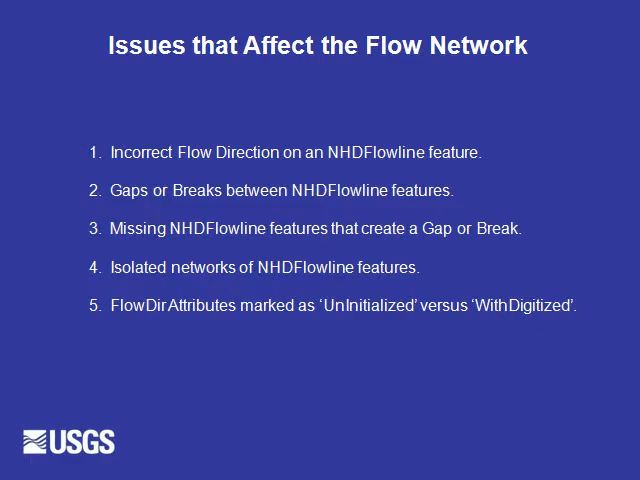 Issues that Affect the Flow Network
1. Incorrect Flow Direction on an NHDFlowline feature.
2. Gaps or Breaks between NHDFlowline features.
3. Missing NHDFlowline features that create a Gap or Break.
4. Isolated networks of NHDFlowline features.
5. FlowDir Attributes marked as ‘UnInitialized’ versus ‘WithDigitized’.
USGS